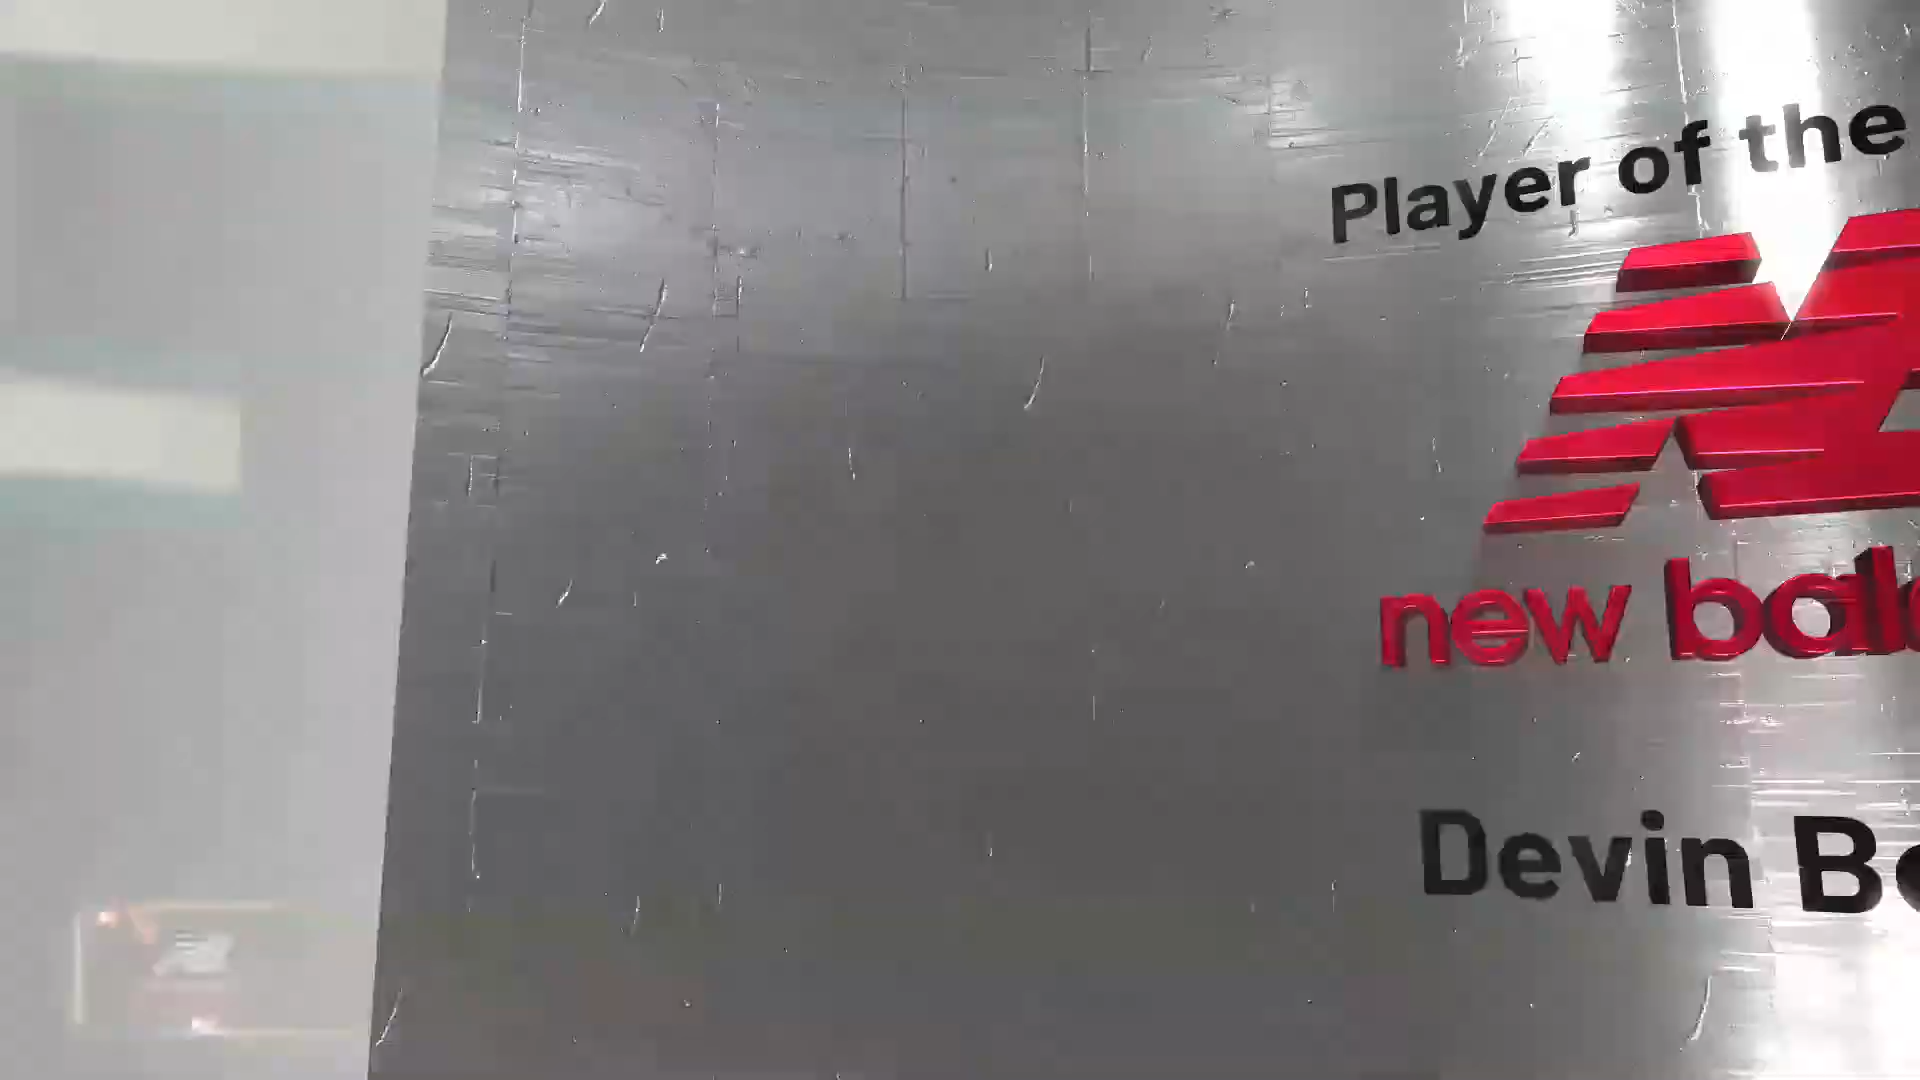 Player of the
new bal
Devin B